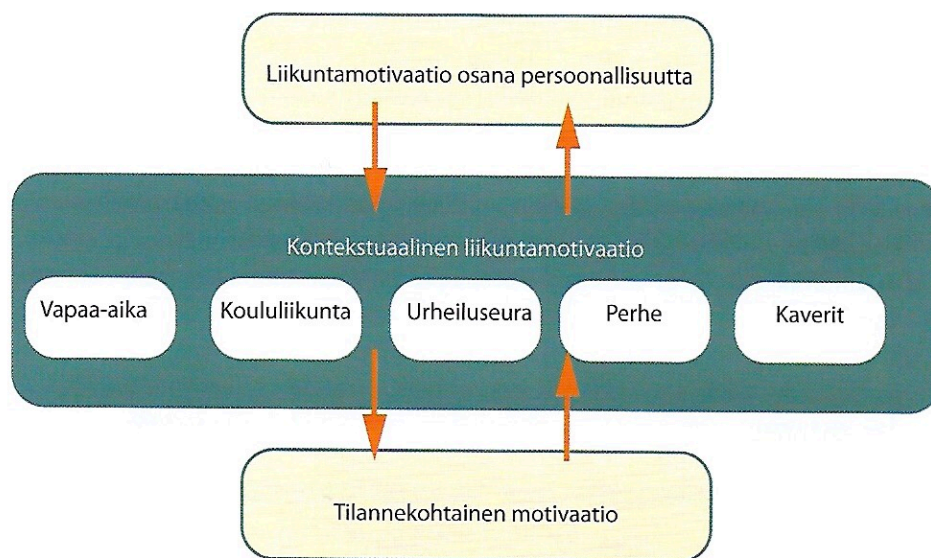 Liikuntamotivaatio osana persoonallisuutta
Kontekstuaalinen liikuntamotivaatio
Vapaa-aika
Koululiikunta
Urheiluseura
Perhe
Kaverit
Tilannekohtainen motivaatio